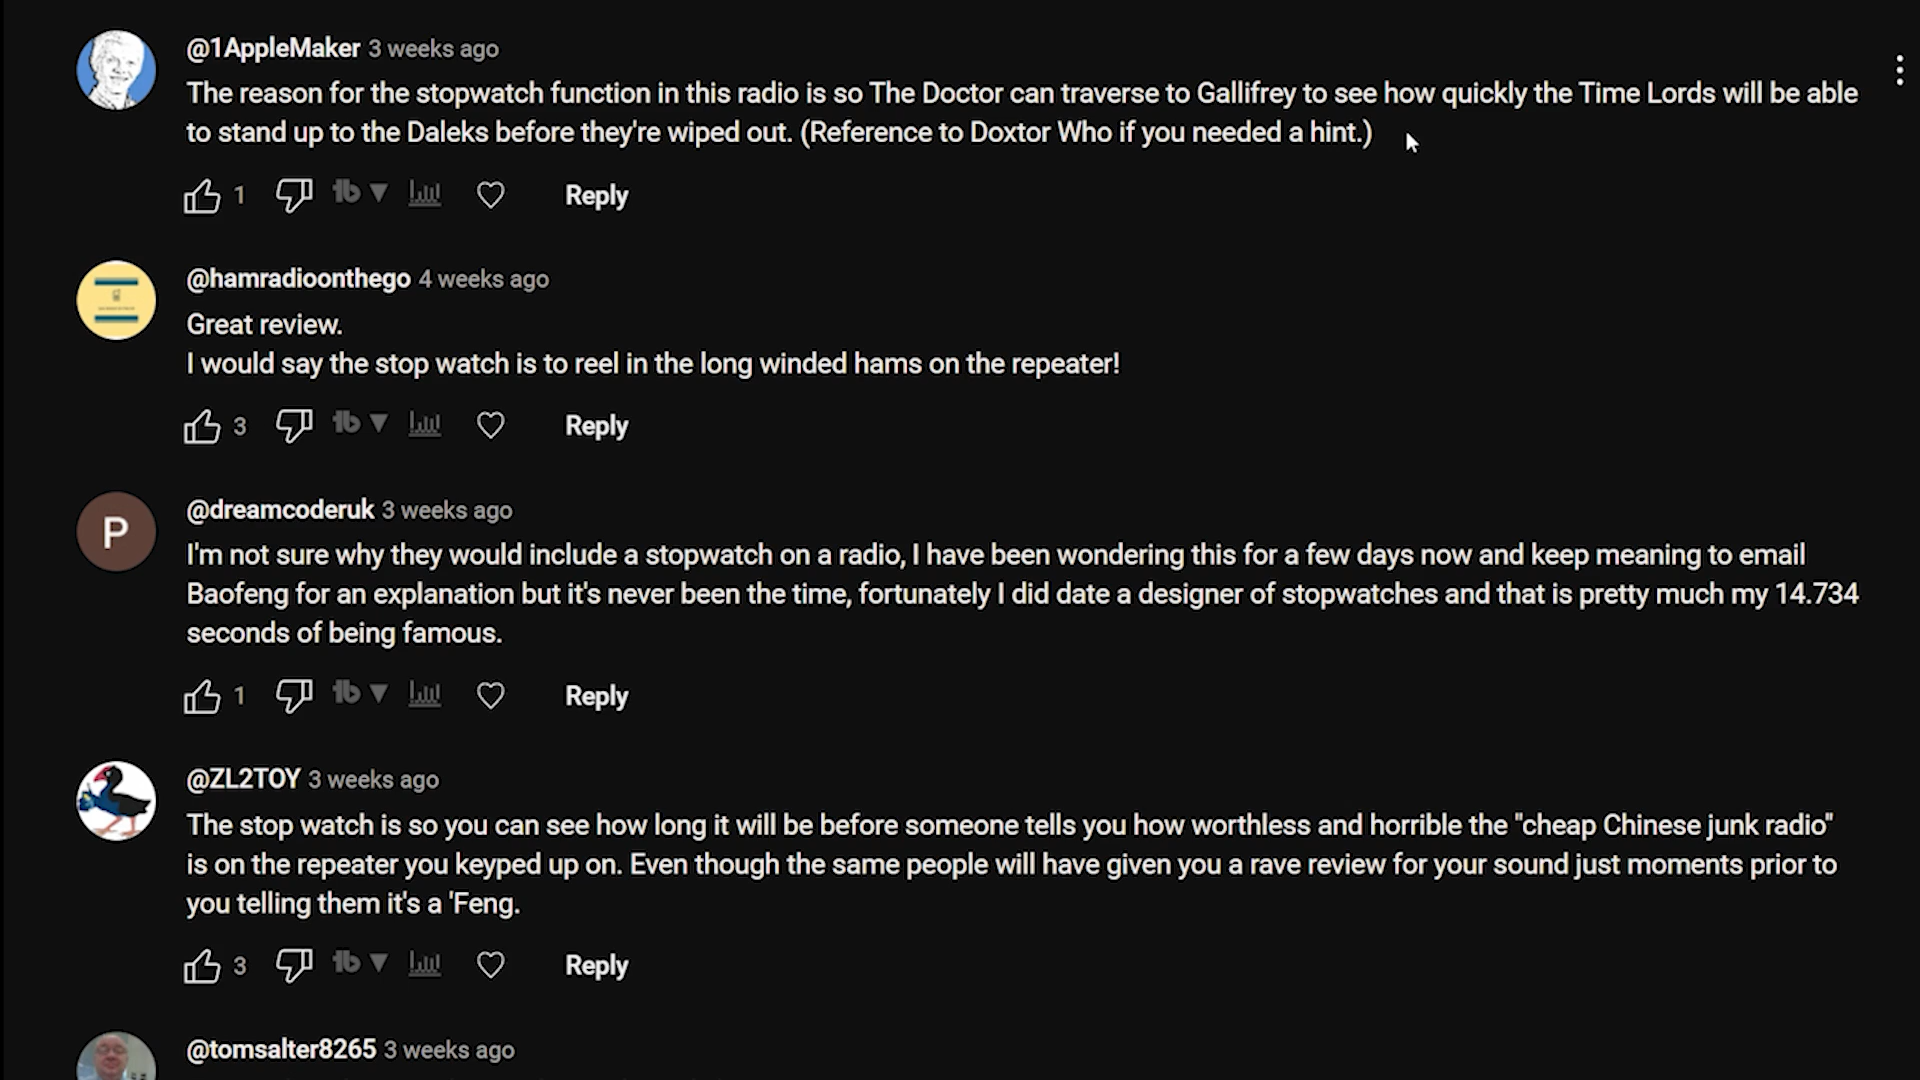 @1AppleMaker 3 weeks ago
The reason for the stopwatch function in this radio is so The Doctor can traverse to Gallifrey to see how quickly the Time Lords will be able
to stand up to the Daleks before they're wiped out. (Reference to Doxtor Who if you needed a hint.)
1 Reply
@hamradioonthego 4 weeks ago
Great review.
I would say the stop watch is to reel in the long winded hams on the repeater!
3 Reply
P
@dreamcoderuk 3 weeks ago
I'm not sure why they would include a stopwatch on a radio, I have been wondering this for a few days now and keep meaning to email
Baofeng for an explanation but it's never been the time, fortunately I did date a designer of stopwatches and that is pretty much my 14.734
seconds of being famous.
1 Reply
@ZL2TOY 3 weeks ago
The stop watch is so you can see how long it will be before someone tells you how worthless and horrible the "cheap Chinese junk radio"
is on the repeater you keyped up on. Even though the same people will have given you a rave review for your sound just moments prior to
you telling them it's a 'Feng.
3 Reply
@tomsalter8265 3 weeks ago